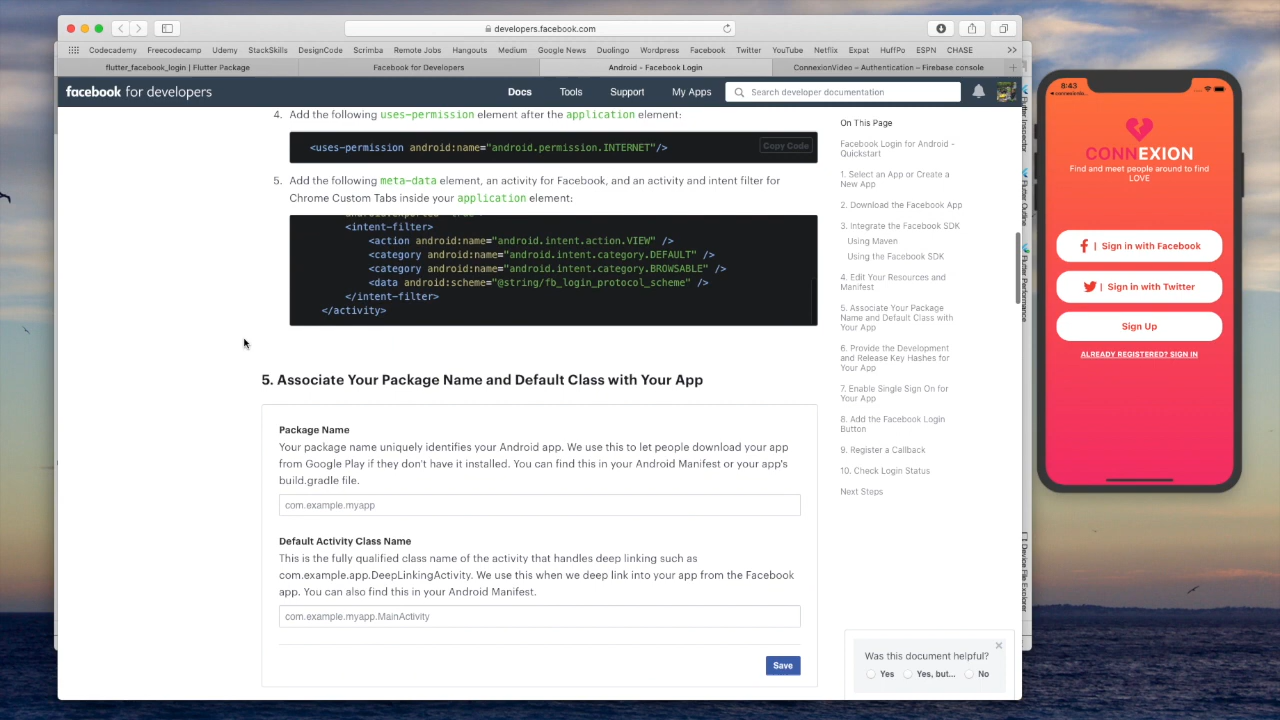 developers.facebook.com
Codecademy Freecodecamp Udemy StackSkills DesignCode Scrimba Remote Jobs Hangouts Medium Google News Duolingo Wordpress Facebook Twitter YouTube Netflix Expat HuffPo ESPN CHASE >>
flutter_facebook_login | Flutter Package
Facebook for Developers
Android - Facebook Login
ConnexionVideo – Authentication – Firebase console
facebook for developers
Docs Tools Support My Apps
Search developer documentation
4. Add the following uses-permission element after the application element:
<uses-permission android:name="android.permission.INTERNET"/>
Copy Code
5. Add the following meta-data element, an activity for Facebook, and an activity and intent filter for
Chrome Custom Tabs inside your application element:
<intent-filter>
<action android:name="android.intent.action.VIEW" />
<category android:name="android.intent.category.DEFAULT" />
<category android:name="android.intent.category.BROWSABLE" />
<data android:scheme="@string/fb_login_protocol_scheme" />
</intent-filter>
</activity>
5. Associate Your Package Name and Default Class with Your App
Package Name
Your package name uniquely identifies your Android app. We use this to let people download your app
from Google Play if they don't have it installed. You can find this in your Android Manifest or your app's
build.gradle file.
com.example.myapp
Default Activity Class Name
This is the fully qualified class name of the activity that handles deep linking such as
com.example.app.DeepLinkingActivity. We use this when we deep link into your app from the Facebook
app. You can also find this in your Android Manifest.
com.example.myapp.MainActivity
Save
On This Page
Facebook Login for Android -
Quickstart
1. Select an App or Create a
New App
2. Download the Facebook App
3. Integrate the Facebook SDK
Using Maven
Using the Facebook SDK
4. Edit Your Resources and
Manifest
5. Associate Your Package
Name and Default Class with
Your App
6. Provide the Development
and Release Key Hashes for
Your App
7. Enable Single Sign On for
Your App
8. Add the Facebook Login
Button
9. Register a Callback
10. Check Login Status
Next Steps
Was this document helpful?
Yes Yes, but... No
Flutter Inspector
Flutter Outline
Flutter Performance
Device File Explorer
8:43
CONNEXION
Find and meet people around to find
LOVE
| Sign in with Facebook
| Sign in with Twitter
Sign Up
ALREADY REGISTERED? SIGN IN